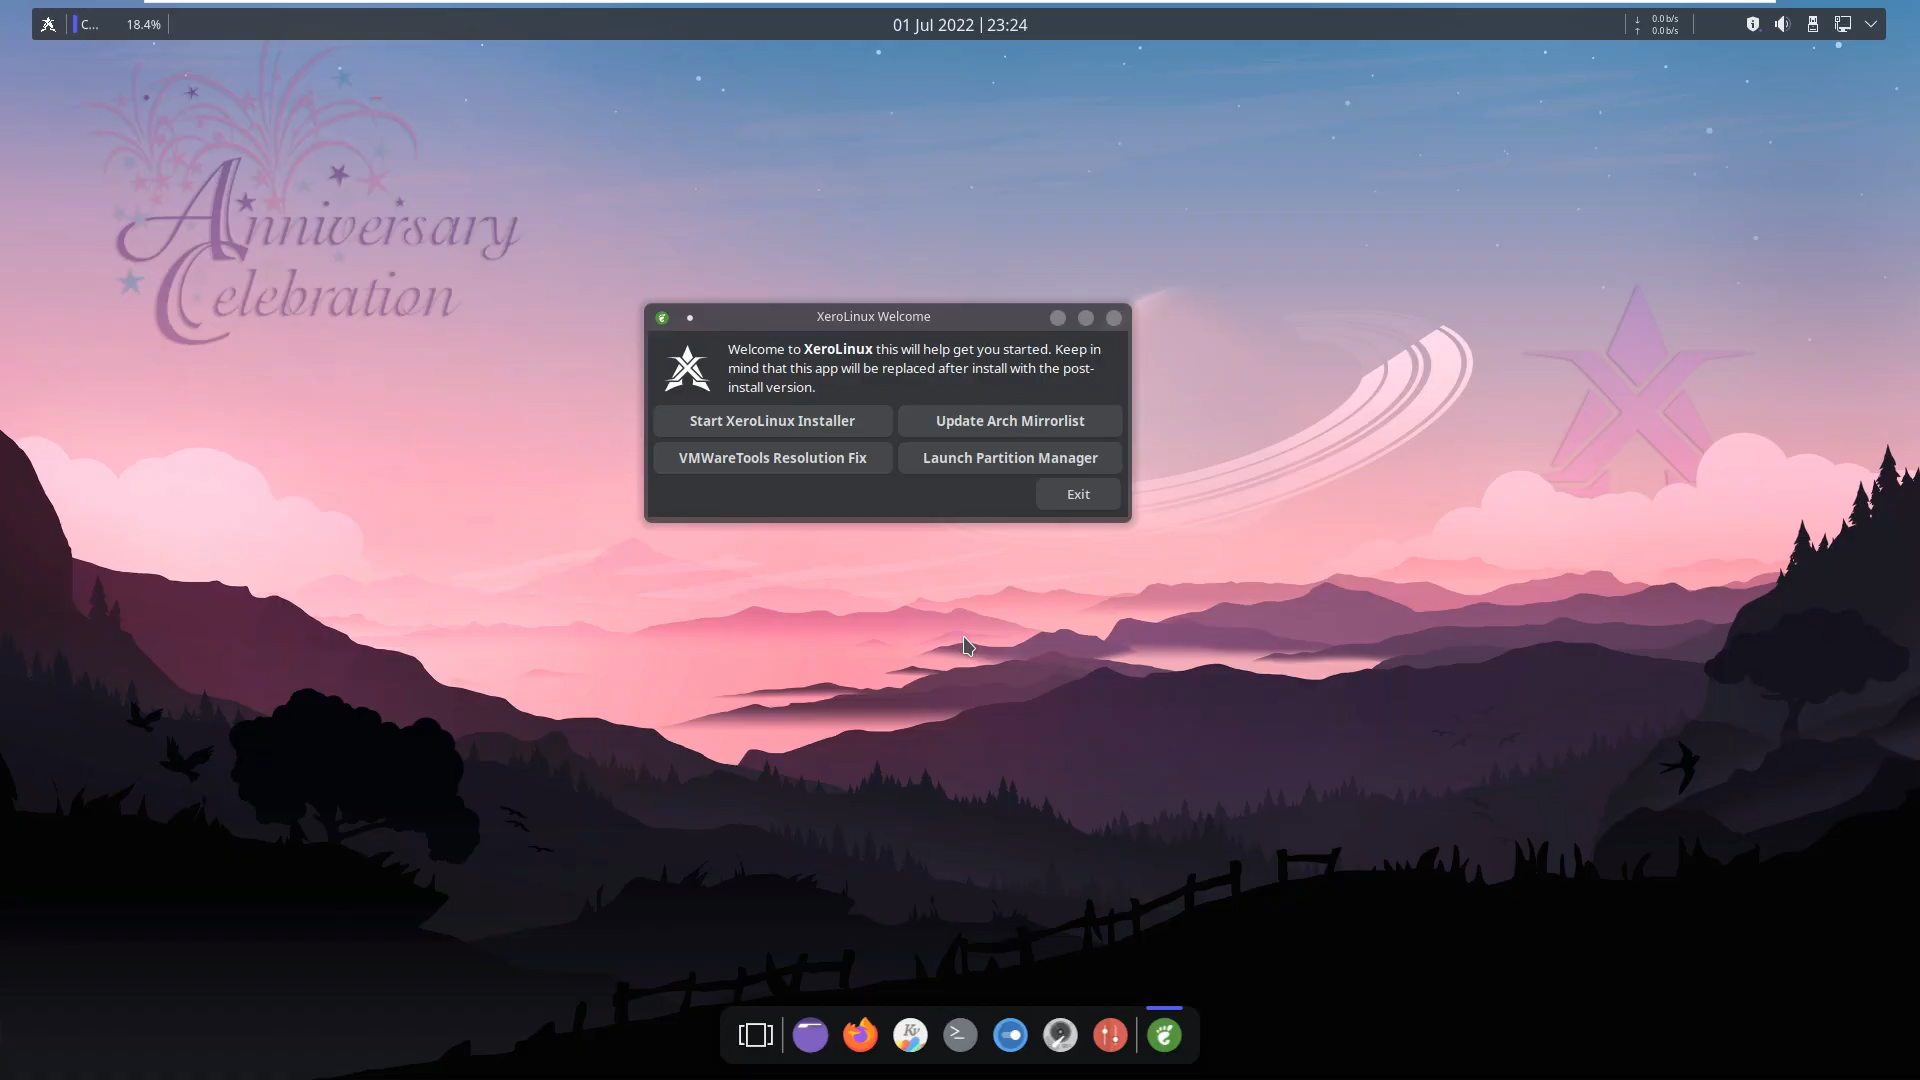 C... 18.4%
01 Jul 2022 | 23:24
↓ 0.0 b/s
↑ 0.0 b/s
Anniversary
Celebration
XeroLinux Welcome
Welcome to XeroLinux this will help get you started. Keep in
mind that this app will be replaced after install with the post-
install version.
Start XeroLinux Installer Update Arch Mirrorlist
VMWareTools Resolution Fix Launch Partition Manager
Exit
Kv